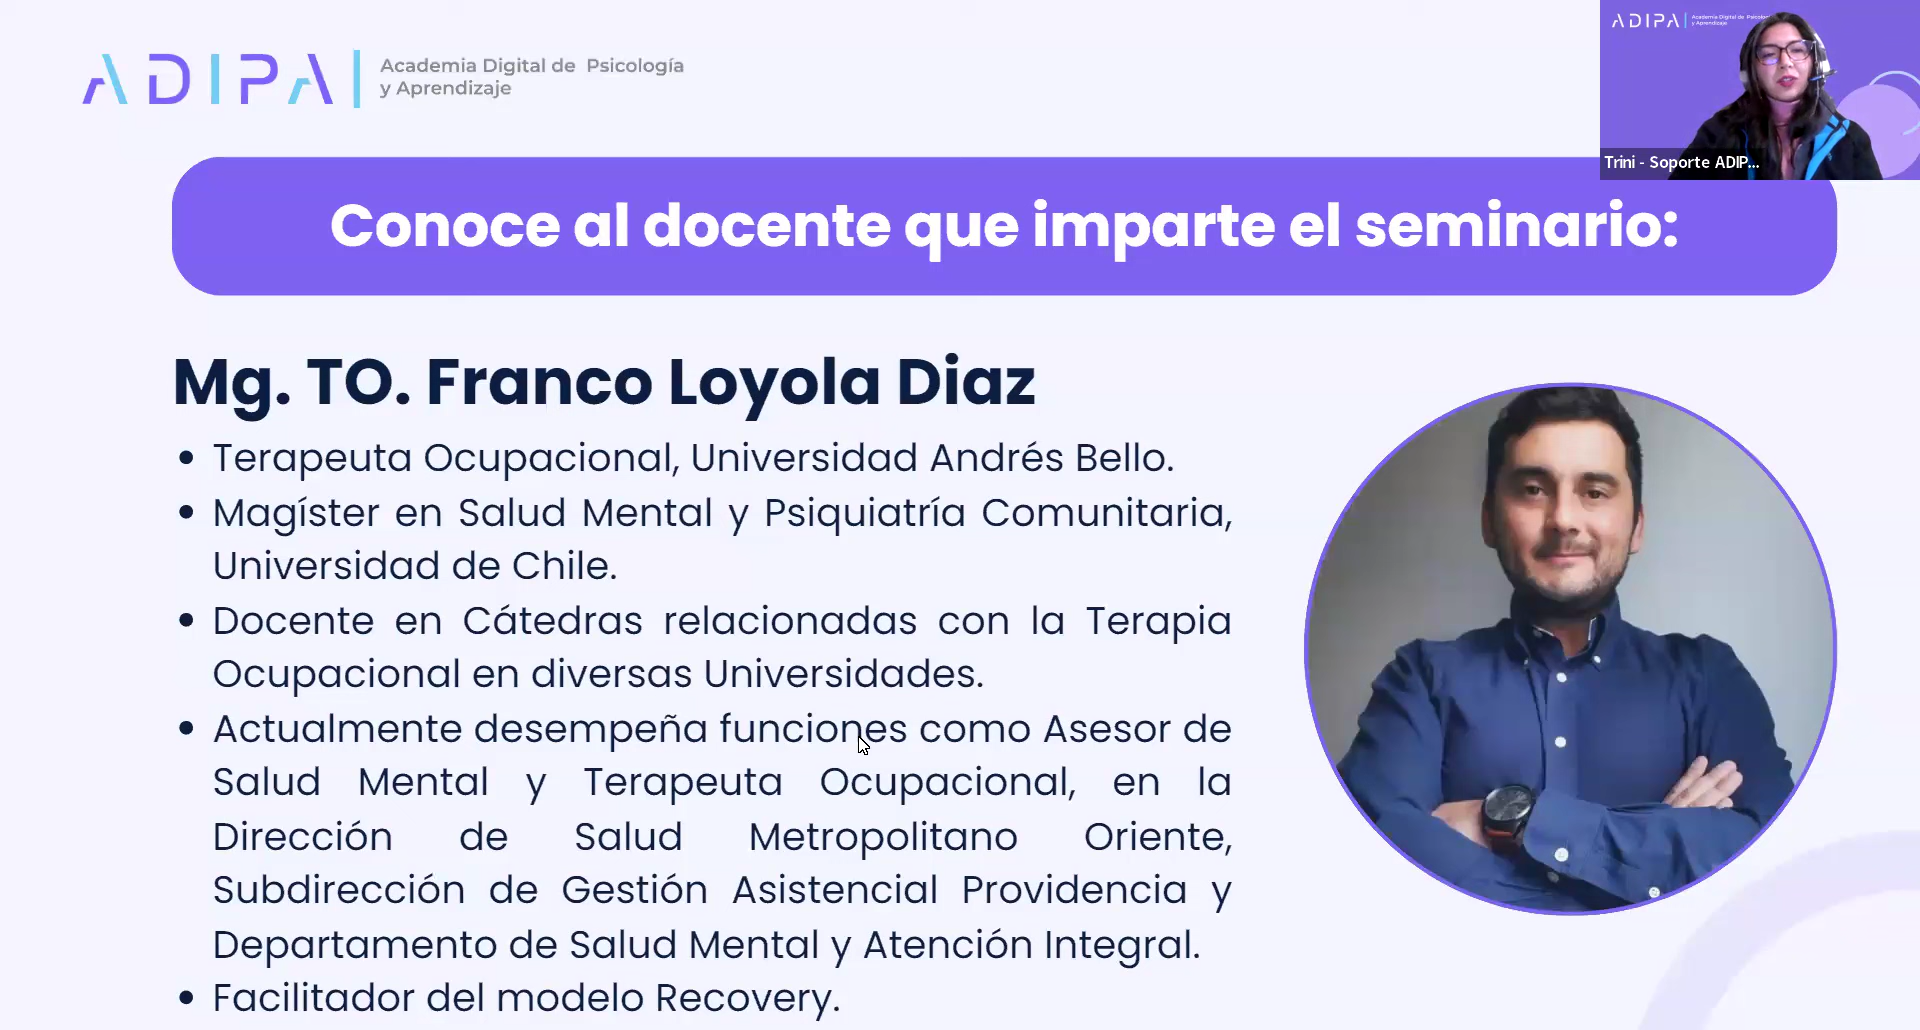 ADIPA
Academia Digital de Psicología
y Aprendizaje
ADIPA
Trini - Soporte ADIP...
Conoce al docente que imparte el seminario:
Mg. TO. Franco Loyola Diaz
• Terapeuta Ocupacional, Universidad Andrés Bello.
• Magíster en Salud Mental y Psiquiatría Comunitaria,
Universidad de Chile.
• Docente en Cátedras relacionadas con la Terapia
Ocupacional en diversas Universidades.
• Actualmente desempeña funciones como Asesor de
Salud Mental y Terapeuta Ocupacional, en la
Dirección de Salud Metropolitano Oriente,
Subdirección de Gestión Asistencial Providencia y
Departamento de Salud Mental y Atención Integral.
• Facilitador del modelo Recovery.